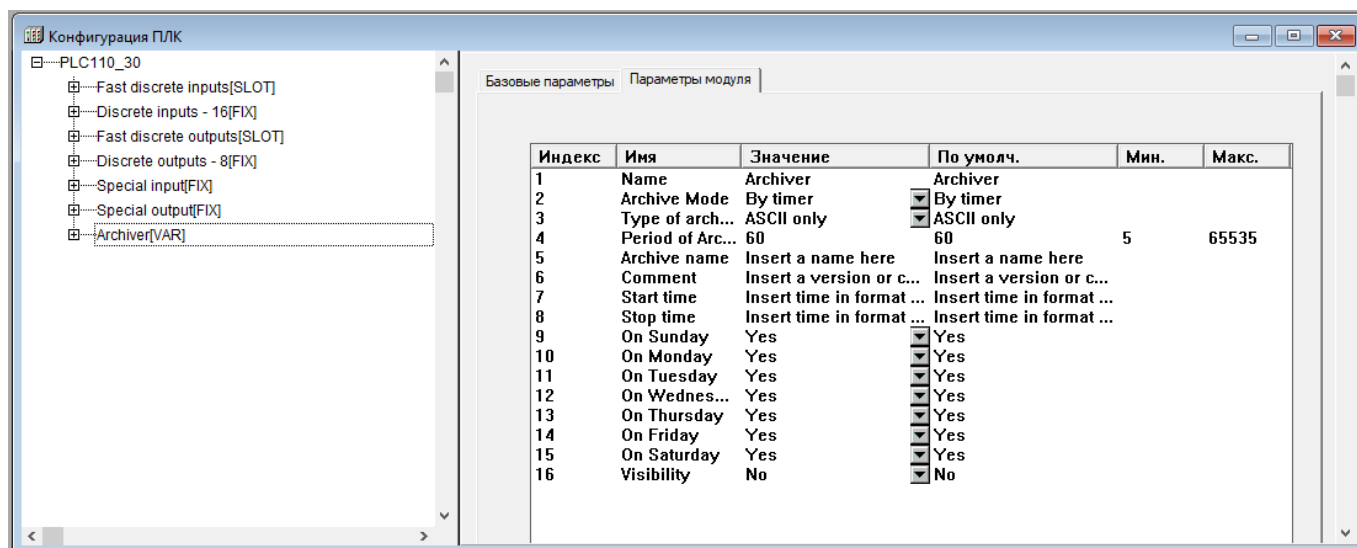 Конфигурация ПЛК
PLC110_30
Fast discrete inputs[SLOT]
Discrete inputs - 16[FIX]
Fast discrete outputs[SLOT]
Discrete outputs - 8[FIX]
Special input[FIX]
Special output[FIX]
Archiver[VAR]
Базовые параметры Параметры модуля
Индекс Имя Значение По умолч. Мин. Макс.
1 Name Archiver Archiver
2 Archive Mode By timer By timer
3 Type of arch... ASCII only ASCII only
4 Period of Arc... 60 60 5 65535
5 Archive name Insert a name here Insert a name here
6 Comment Insert a version or c... Insert a version or c...
7 Start time Insert time in format ... Insert time in format ...
8 Stop time Insert time in format ... Insert time in format ...
9 On Sunday Yes Yes
10 On Monday Yes Yes
11 On Tuesday Yes Yes
12 On Wednes... Yes Yes
13 On Thursday Yes Yes
14 On Friday Yes Yes
15 On Saturday Yes Yes
16 Visibility No No